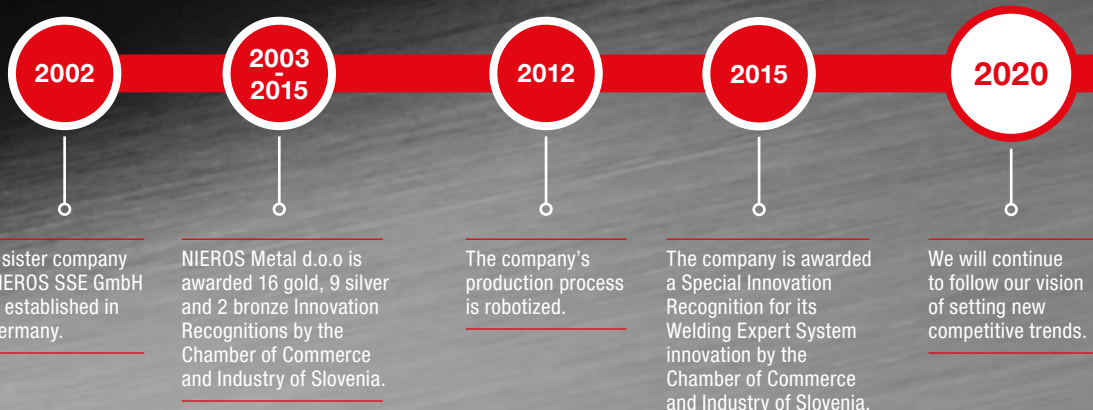 2002
2003
-
2015
2012
2015
2020
sister company
IEROS SSE GmbH
established in
ermany.
NIEROS Metal d.o.o is
awarded 16 gold, 9 silver
and 2 bronze Innovation
Recognitions by the
Chamber of Commerce
and Industry of Slovenia.
The company's
production process
is robotized.
The company is awarded
a Special Innovation
Recognition for its
Welding Expert System
innovation by the
Chamber of Commerce
and Industry of Slovenia.
We will continue
to follow our vision
of setting new
competitive trends.